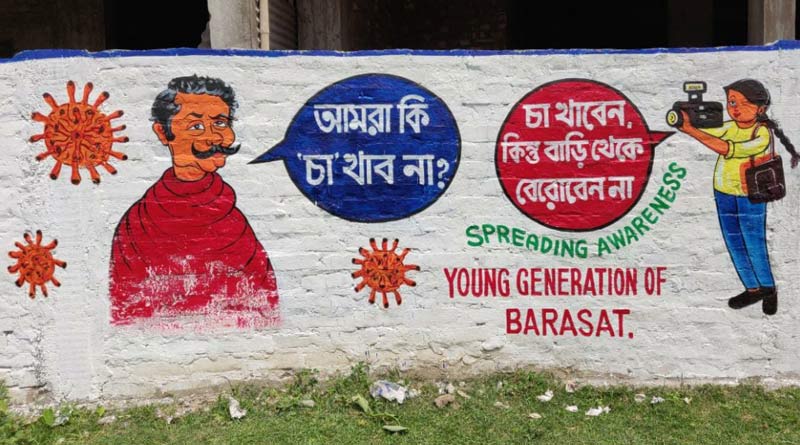 আমরা কি
'চা' খাব না?
চা খাবেন,
কিন্তু বাড়ি থেকে
বেরোবেন না
SPREADING AWARENESS
YOUNG GENERATION OF
BARASAT.